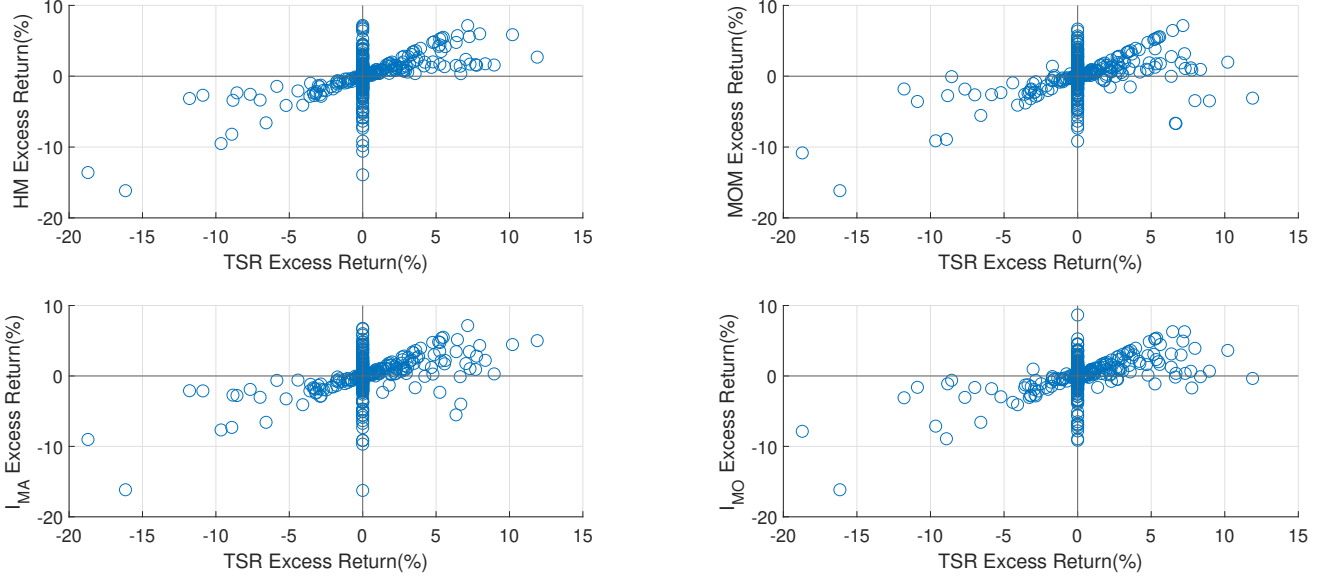 10
0
-10
-20
HM Excess Return(%)
-20 -15 -10 -5 0 5 10 15
TSR Excess Return(%)
10
0
-10
-20
MOM Excess Return(%)
-20 -15 -10 -5 0 5 10 15
TSR Excess Return(%)
10
0
-10
-20
I_MA Excess Return(%)
-20 -15 -10 -5 0 5 10 15
TSR Excess Return(%)
10
0
-10
-20
I_MO Excess Return(%)
-20 -15 -10 -5 0 5 10 15
TSR Excess Return(%)